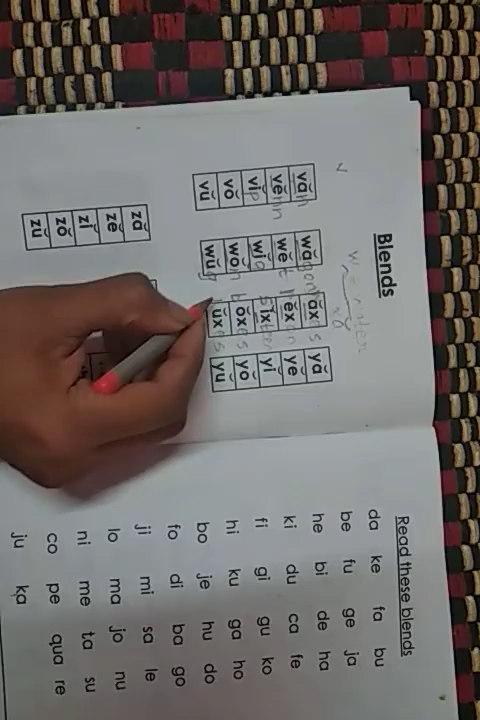 Blends
vă wă ăx yă
vĕ wĕ ĕx yĕ
vĭ wĭ ĭx yĭ
vŏ wŏ ŏx yŏ
vŭ wŭ ŭx yŭ
ză
zĕ
zĭ
zŏ
zŭ
Read these blends
da ke fa bu
be fu ge ja
he bi de ha
ki du ca fe
fi gi gu ko
hi ku ga ho
bo je hu do
fo di ba go
ji mi sa le
lo ma jo nu
ni me ta su
co pe qua re
ju ka